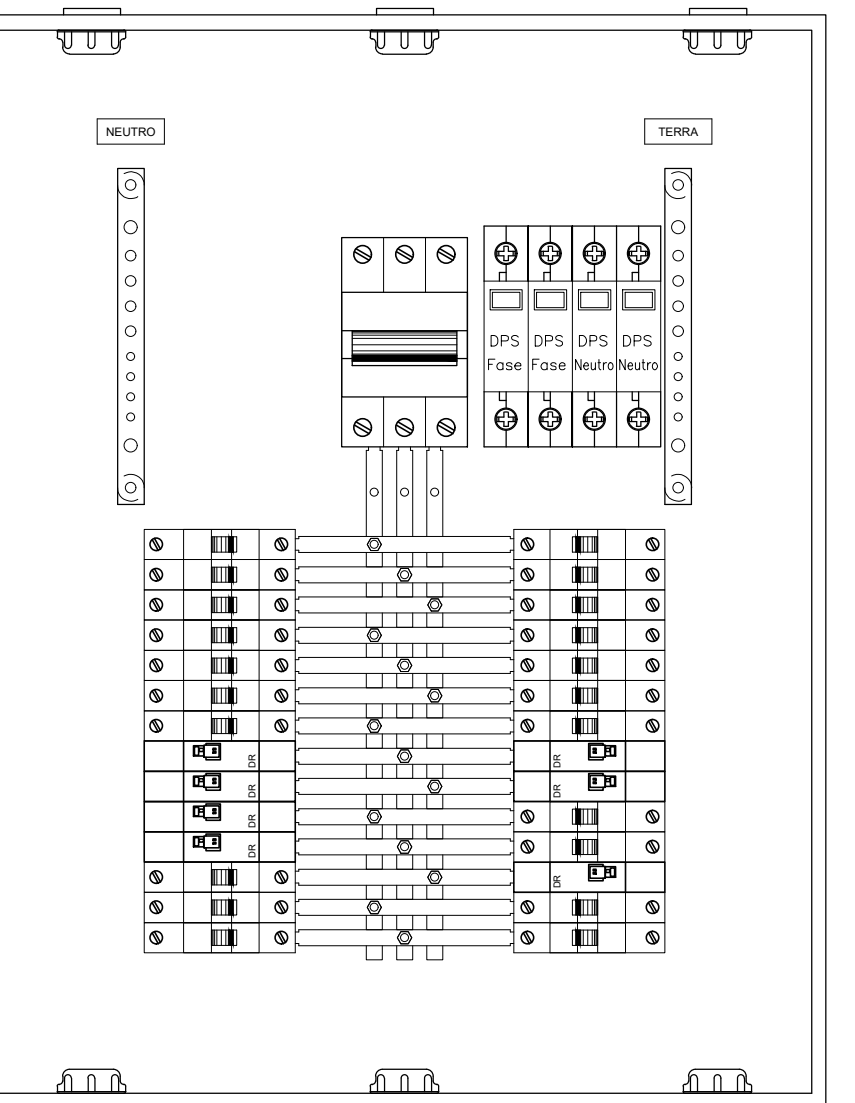 NEUTRO
TERRA
DPS DPS DPS DPS
Fase Fase Neutro Neutro
DR DR
DR DR
DR
DR
DR